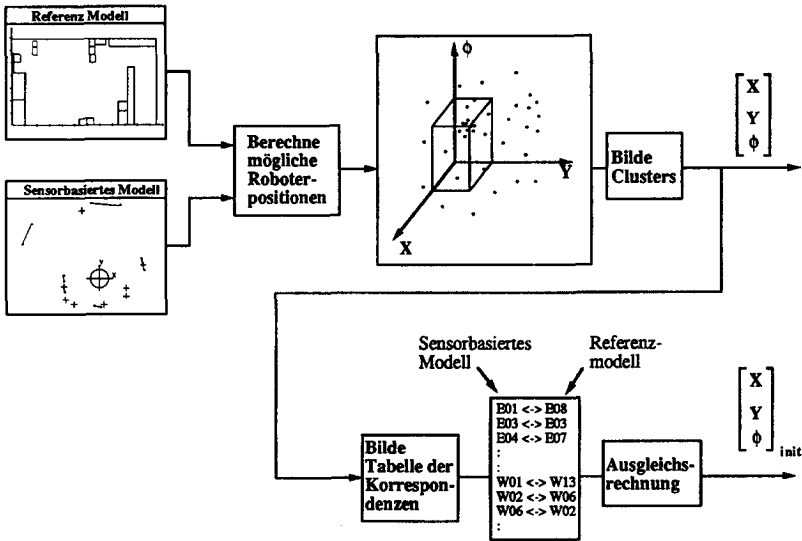 Referenz Modell
Sensorbasiertes Modell
Y
X
Berechne
mögliche
Roboter-
positionen
ϕ
Y
X
Bilde
Clusters
X
Y
ϕ
Sensorbasiertes
Modell
Referenz-
modell
Bilde
Tabelle der
Korrespon-
denzen
E01 <-> E08
E03 <-> E03
E04 <-> E07
:
:
W01 <-> W13
W02 <-> W06
W06 <-> W02
:
Ausgleichs-
rechnung
X
Y
ϕ
init